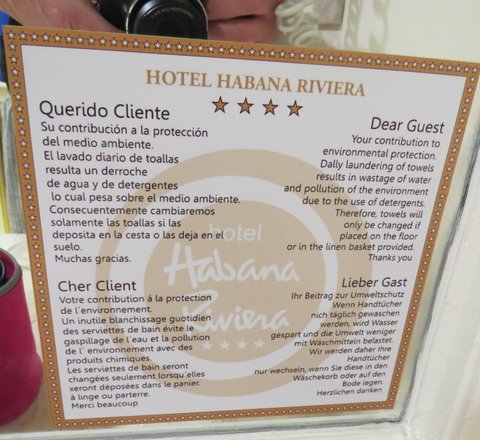 HOTEL HABANA RIVIERA
Querido Cliente
Su contribución a la protección
del medio ambiente.
El lavado diario de toallas
resulta un derroche
de agua y de detergentes
lo cual pesa sobre el medio ambiente.
Consecuentemente cambiaremos
solamente las toallas si las
deposita en la cesta o las deja en el
suelo.
Muchas gracias.
Dear Guest
Your contribution to
environmental protection.
Dally laundering of towels
results in wastage of water
and pollution of the environment
due to the use of detergents.
Therefore, towels will
only be changed if
placed on the floor
or in the linen basket provided.
Thank you
hotel
Habana
Riviera
Cher Client
Votre contribution á la protection
de l´environnement.
Un inutile blanchissage quotidien
des serviettes de bain évite le
gaspillage de l'eau et la pollution
de l´ environnement avec des
produits chimiques.
Les serviettes de bain seront
changées seulement lorsqu'elles
xeront déposées dans le panier.
à linge ou parterre.
Merci beaucoup
Lieber Gast
Ihr Beitrag zur Umweltschutz
Wenn Handtücher
nich täglich gewaschen
werden, wird Wasser
gespart und die Umwelt weniger
mit Wäschmitteln belastet.
Wir werden daher Ihre
Handtücher
nur wechseln, wenn Sie diese in den
Wäschekorb oder auf den
Bode legen.
Herzlichen danken